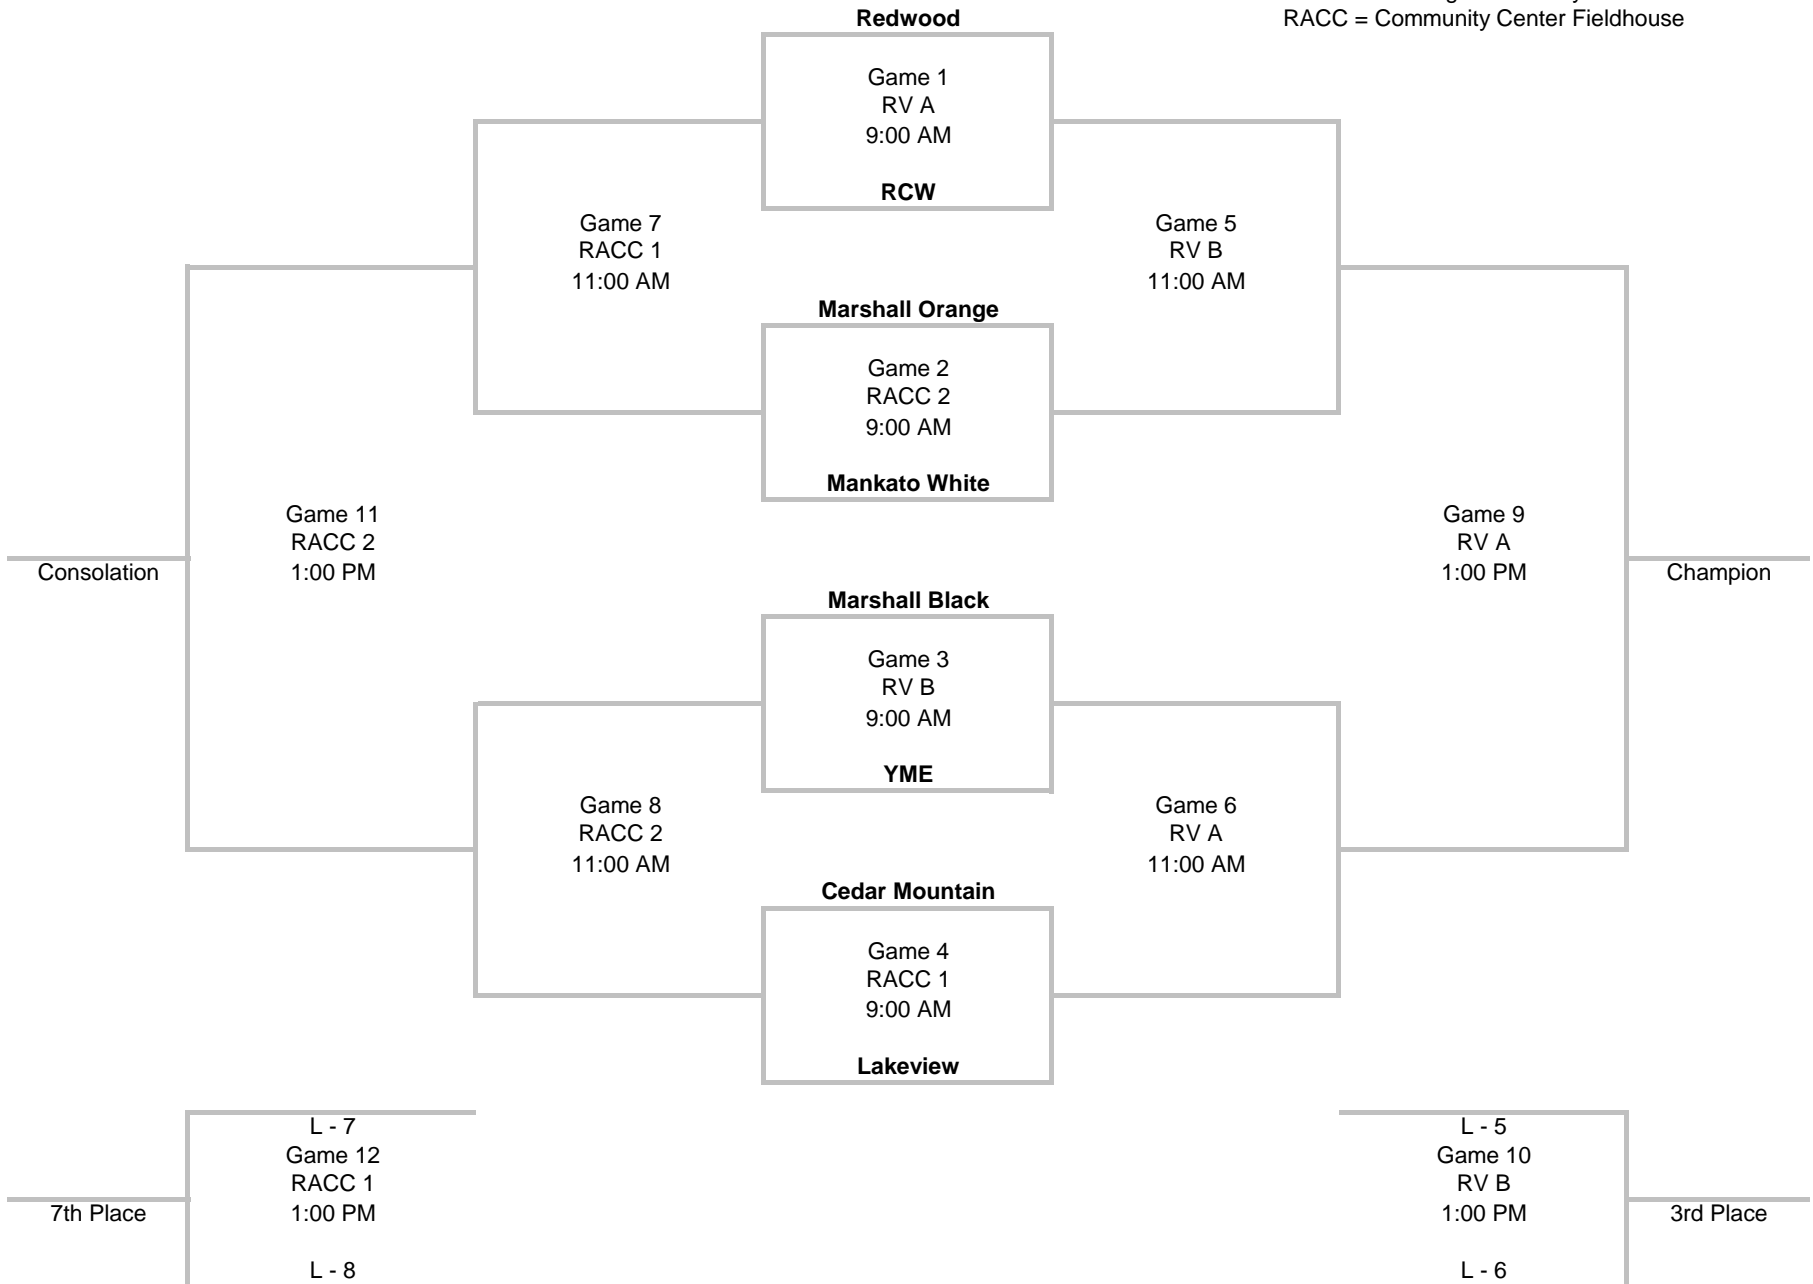 RACC = Community Center Fieldhouse
Redwood
Game 1
RV A
9:00 AM
RCW
Game 7
RACC 1
11:00 AM
Game 5
RV B
11:00 AM
Marshall Orange
Game 2
RACC 2
9:00 AM
Mankato White
Game 11
RACC 2
1:00 PM
Consolation
Game 9
RV A
1:00 PM
Champion
Marshall Black
Game 3
RV B
9:00 AM
YME
Game 8
RACC 2
11:00 AM
Game 6
RV A
11:00 AM
Cedar Mountain
Game 4
RACC 1
9:00 AM
Lakeview
L - 7
Game 12
RACC 1
1:00 PM
7th Place
L - 8
L - 5
Game 10
RV B
1:00 PM
3rd Place
L - 6